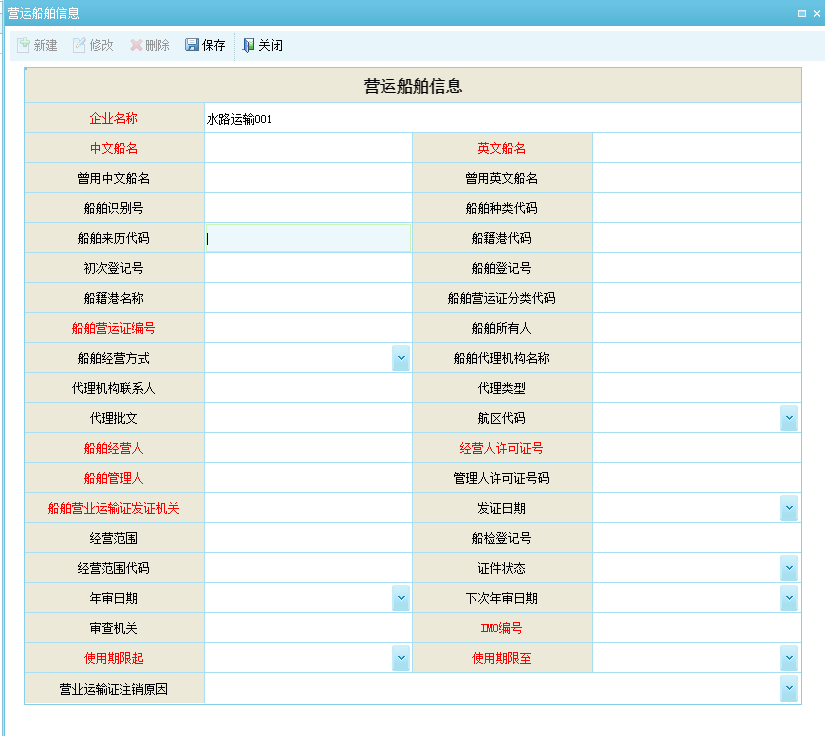 营运船舶信息
新建 修改 删除 保存 关闭
营运船舶信息
企业名称 水路运输001
中文船名 英文船名
曾用中文船名 曾用英文船名
船舶识别号 船舶种类代码
船舶来历代码 船籍港代码
初次登记号 船舶登记号
船籍港名称 船舶营运证分类代码
船舶营运证编号 船舶所有人
船舶经营方式 船舶代理机构名称
代理机构联系人 代理类型
代理批文 航区代码
船舶经营人 经营人许可证号
船舶管理人 管理人许可证号码
船舶营业运输证发证机关 发证日期
经营范围 船检登记号
经营范围代码 证件状态
年审日期 下次年审日期
审查机关 IMO编号
使用期限起 使用期限至
营业运输证注销原因